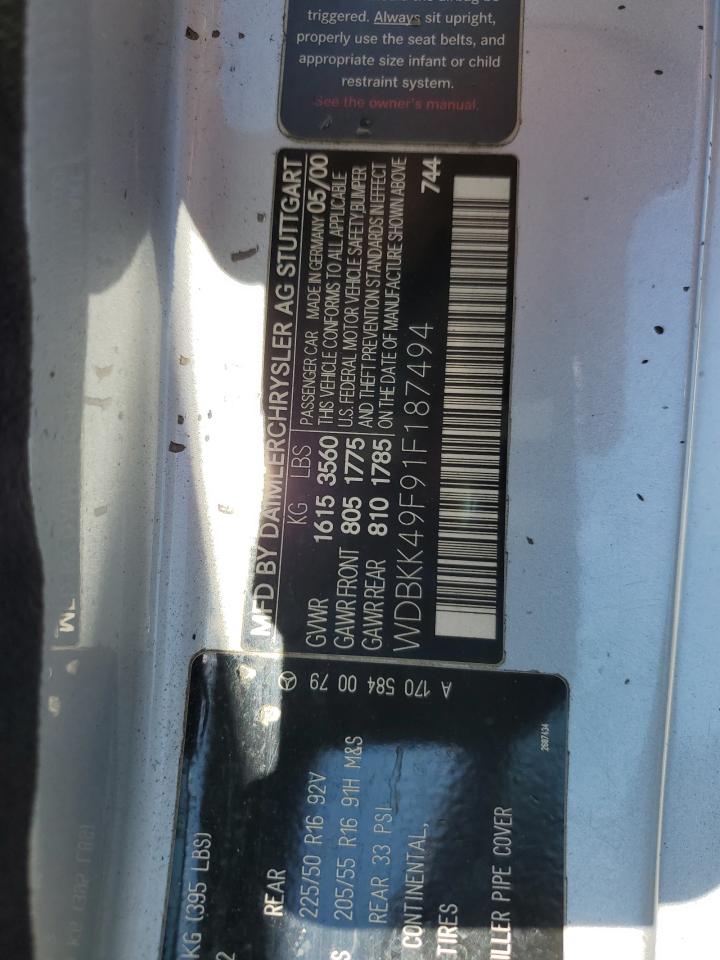 triggered. Always sit upright,
properly use the seat belts, and
appropriate size infant or child
restraint system.
See the owner's manual.
MFD BY DAIMLERCHRYSLER AG STUTTGART
KG LBS PASSENGER CAR MADE IN GERMANY 05/00
GVWR 1615 3560 THIS VEHICLE CONFORMS TO ALL APPLICABLE
GAWR FRONT 805 1775 U.S. FEDERAL MOTOR VEHICLE SAFETY BUMPER
GAWR REAR 810 1785 AND THEFT PREVENTION STANDARDS IN EFFECT
ON THE DATE OF MANUFACTURE SHOWN ABOVE
WDBKK49F91F187494 744
A 170 584 00 79
KG (395 LBS)
REAR
225/50 R16 92V
205/55 R16 91H M&S
REAR 33 PSI
CONTINENTAL,
TIRES
ILLER PIPE COVER
2607434